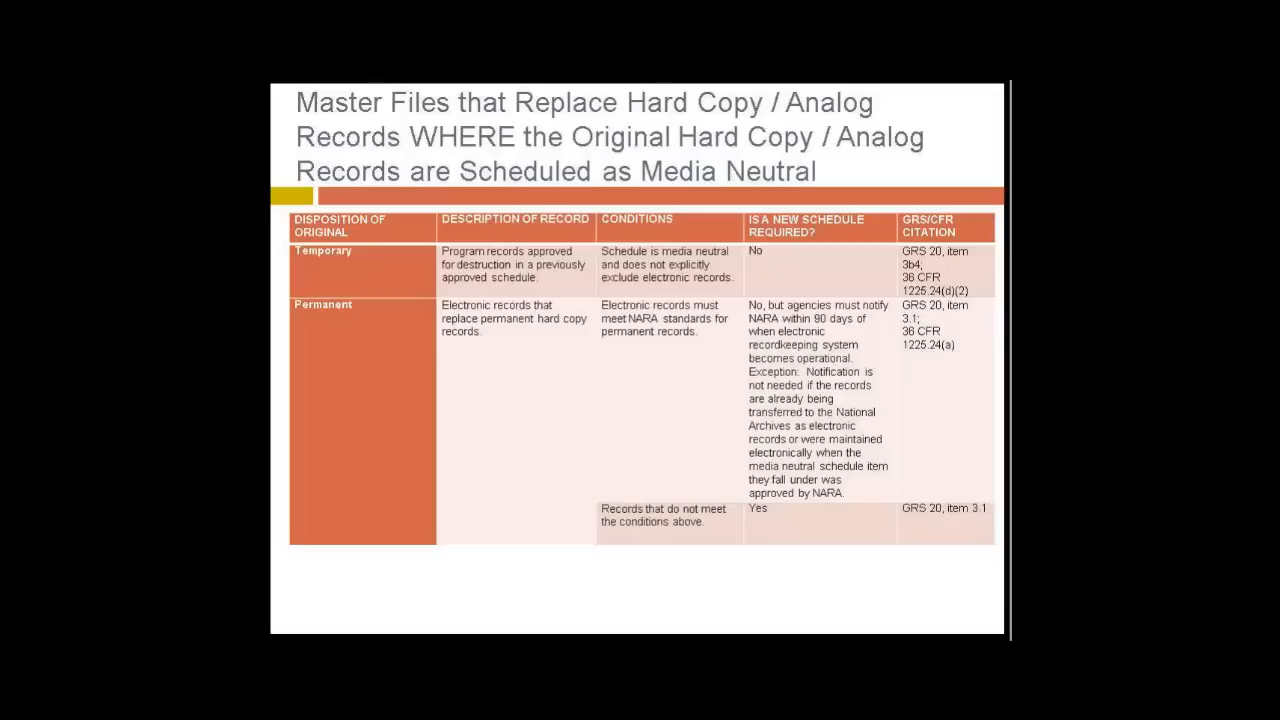 Master Files that Replace Hard Copy / Analog
Records WHERE the Original Hard Copy / Analog
Records are Scheduled as Media Neutral
DISPOSITION OF
ORIGINAL
DESCRIPTION OF RECORD
CONDITIONS
IS A NEW SCHEDULE
REQUIRED?
GRS/CFR
CITATION
Temporary
Program records approved
for destruction in a previously
approved schedule.
Schedule is media neutral
and does not explicitly
exclude electronic records.
No
GRS 20, item
3b4;
36 CFR
1225.24(d)(2)
Permanent
Electronic records that
replace permanent hard copy
records.
Electronic records must
meet NARA standards for
permanent records.
No, but agencies must notify
NARA within 90 days of
when electronic
recordkeeping system
becomes operational.
Exception: Notification is
not needed if the records
are already being
transferred to the National
Archives as electronic
records or were maintained
electronically when the
media neutral schedule item
they fall under was
approved by NARA.
GRS 20, item
3.1;
36 CFR
1225.24(a)
Records that do not meet
the conditions above.
Yes
GRS 20, item 3.1